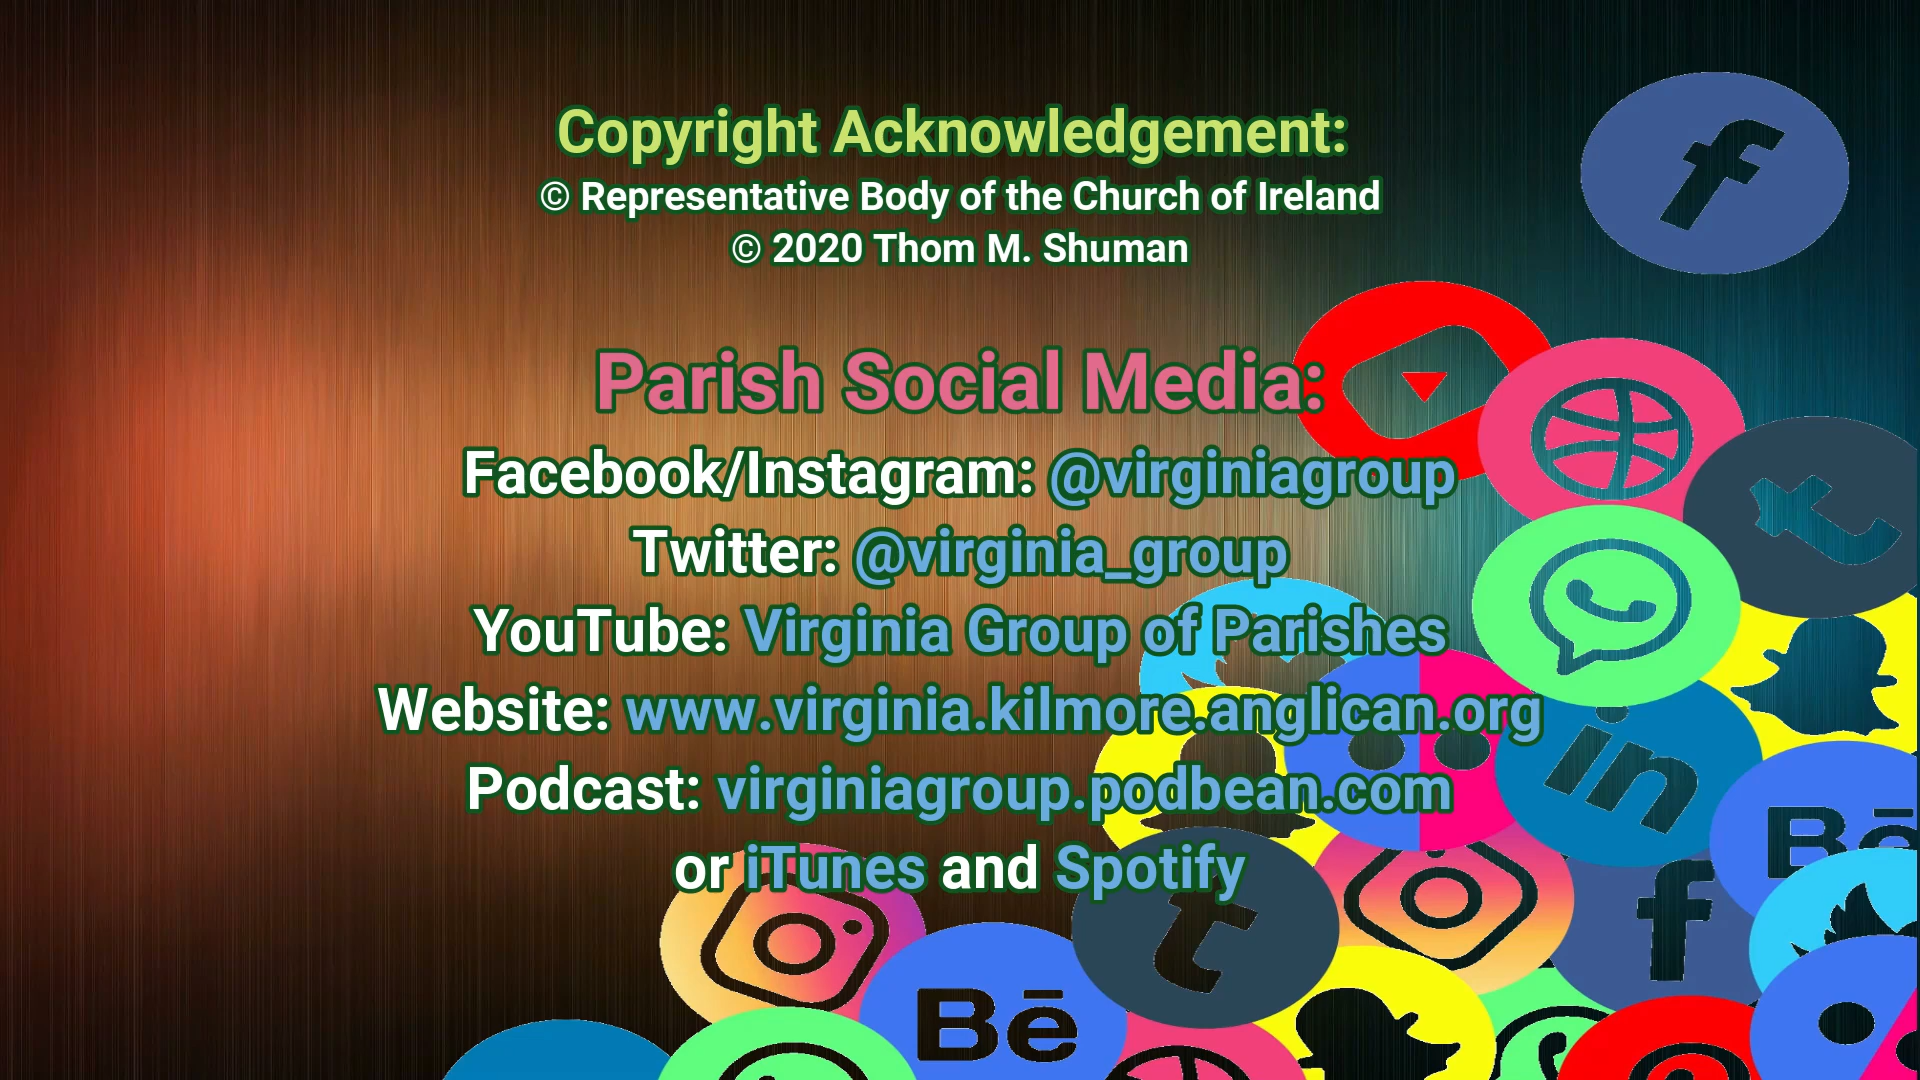 Copyright Acknowledgement:
© Representative Body of the Church of Ireland
© 2020 Thom M. Shuman
Parish Social Media:
Facebook/Instagram: @virginiagroup
Twitter: @virginia_group
YouTube: Virginia Group of Parishes
Website: www.virginia.kilmore.anglican.org
Podcast: virginiagroup.podbean.com
or iTunes and Spotify